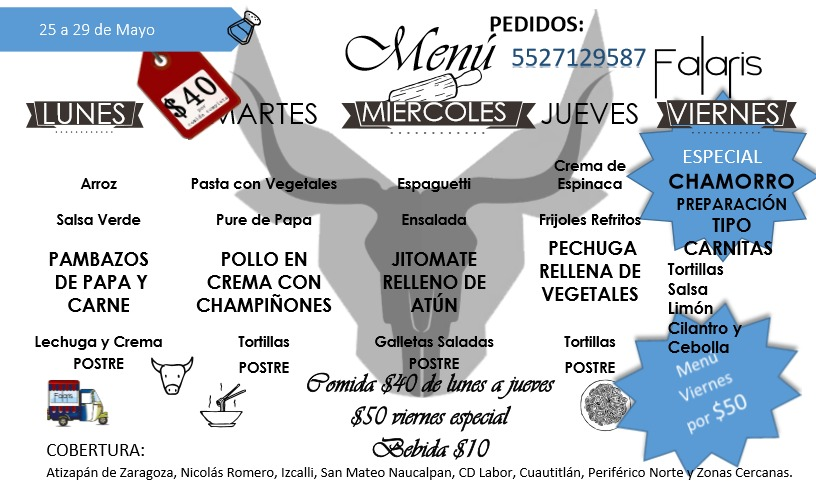 25 a 29 de Mayo
PEDIDOS:
Menú
5527129587
Falaris
$40
LUNES
MARTES
MIERCOLES
JUEVES
VIERNES
Arroz
Salsa Verde
PAMBAZOS
DE PAPA Y
CARNE
Lechuga y Crema
POSTRE
Pasta con Vegetales
Pure de Papa
POLLO EN
CREMA CON
CHAMPIÑONES
Tortillas
POSTRE
Espaguetti
Ensalada
JITOMATE
RELLENO DE
ATÚN
Galletas Saladas
POSTRE
Crema de
Espinaca
Frijoles Refritos
PECHUGA
RELLENA DE
VEGETALES
Tortillas
POSTRE
ESPECIAL
CHAMORRO
PREPARACIÓN
TIPO
CARNITAS
Tortillas
Salsa
Limón
Cilantro y
Cebolla
Menú
Viernes
por $50
Falaris
Comida $40 de lunes a jueves
$50 viernes especial
Bebida $10
COBERTURA:
Atizapán de Zaragoza, Nicolás Romero, Izcalli, San Mateo Naucalpan, CD Labor, Cuautitlán, Periférico Norte y Zonas Cercanas.